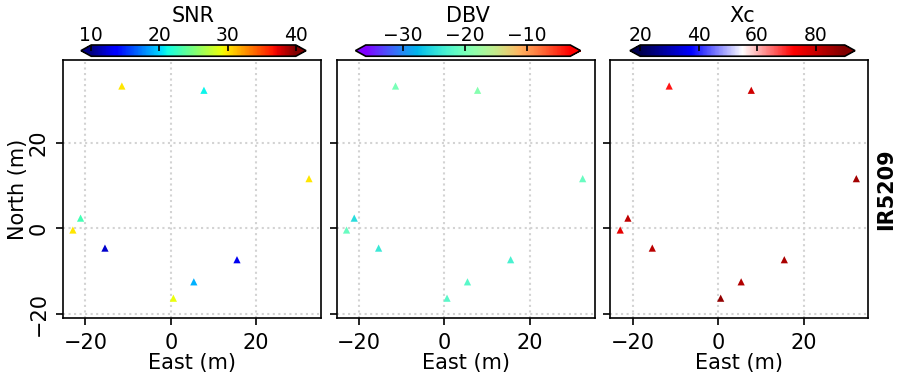 SNR DBV Xc
10 20 30 40 −30 −20 −10 20 40 60 80
20
0
−20
North (m)
IR5209
−20 0 20 −20 0 20 −20 0 20
East (m) East (m) East (m)